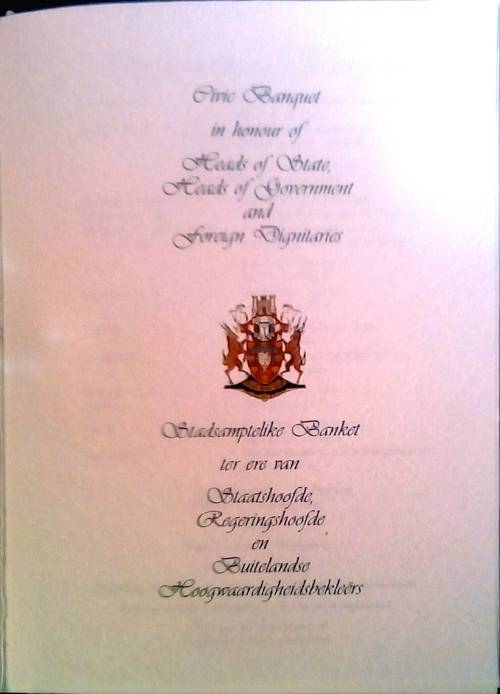 Civic Banquet
in honour of
Heads of State,
Heads of Government
and
Foreign Dignitaries
Stadsamptelike Banket
ter ere van
Staatshoofde,
Regeringshoofde
en
Buitelandse
Hoogwaardigheidsbekleërs